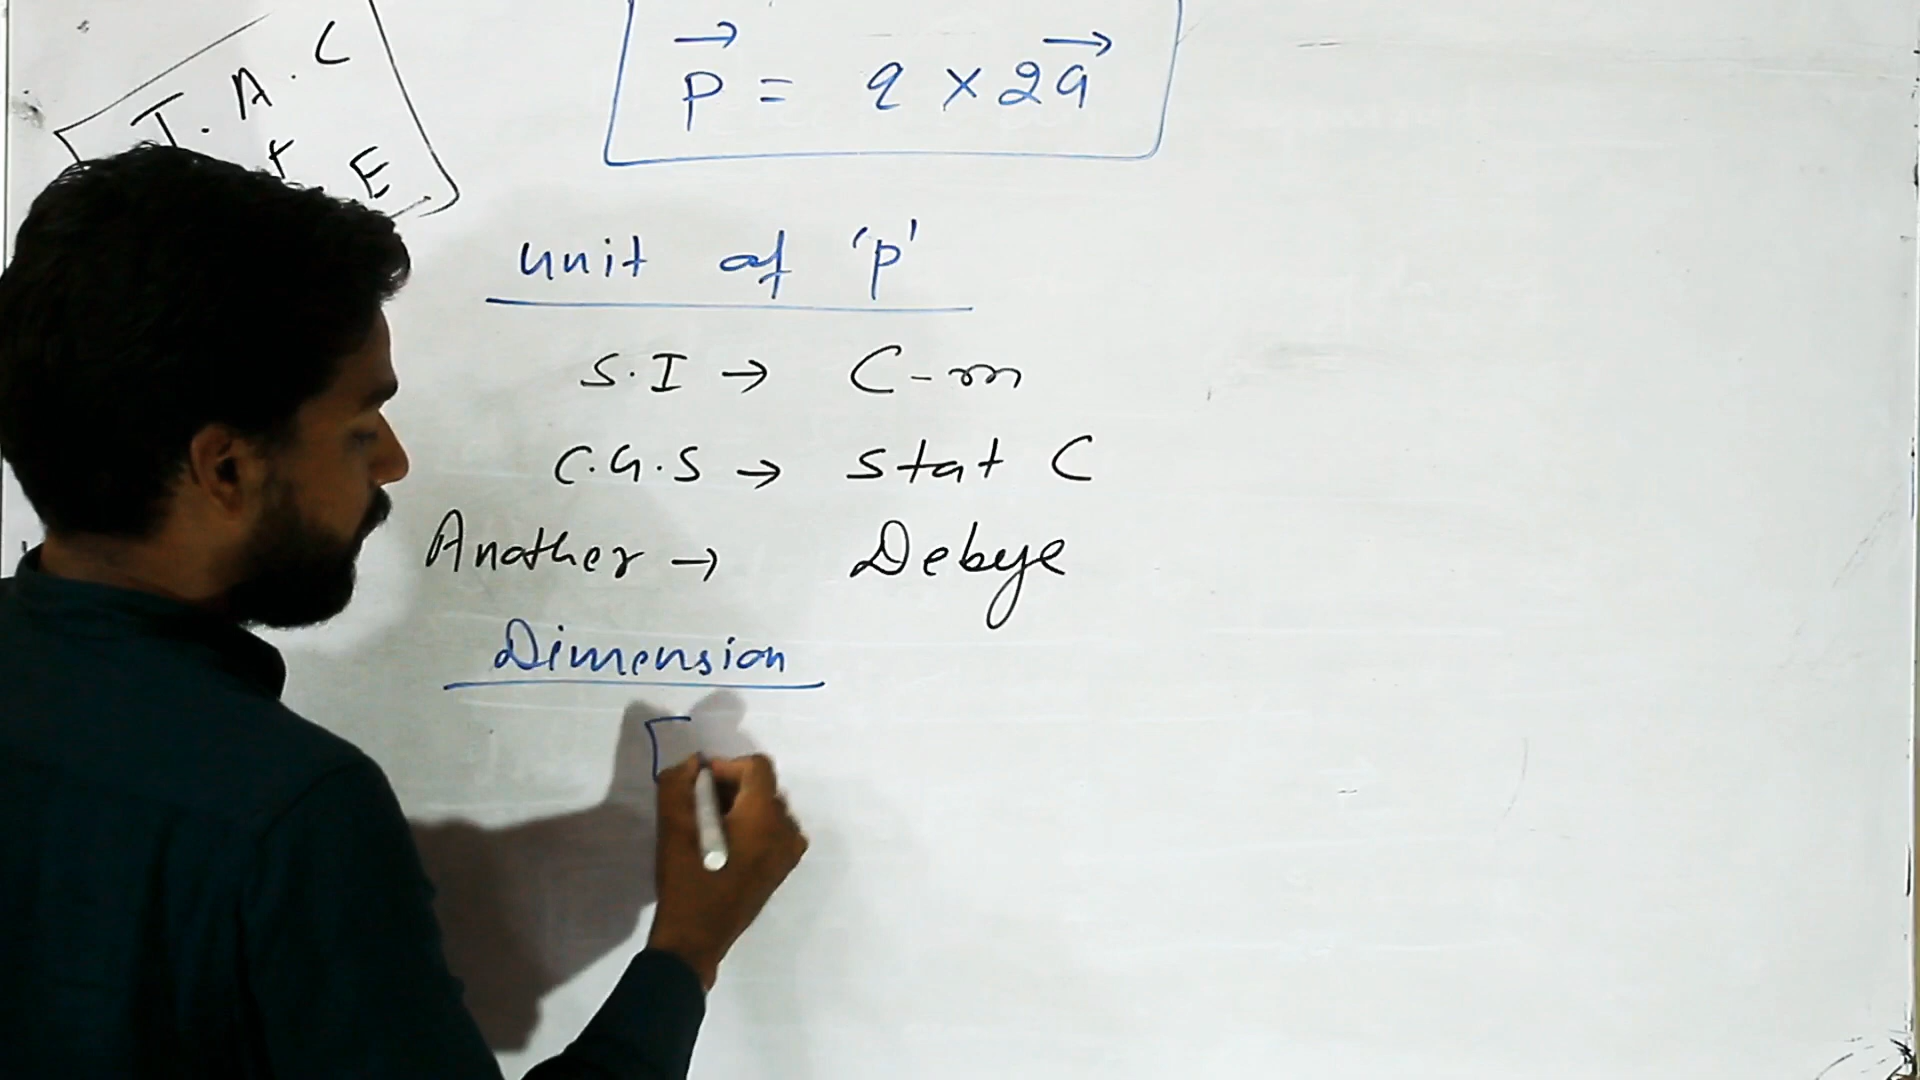 T. A. C
+ E
p⃗ = q × 2a⃗
unit of 'p'
S.I → C-m
C.G.S → stat C
Another → Debye
Dimension
[